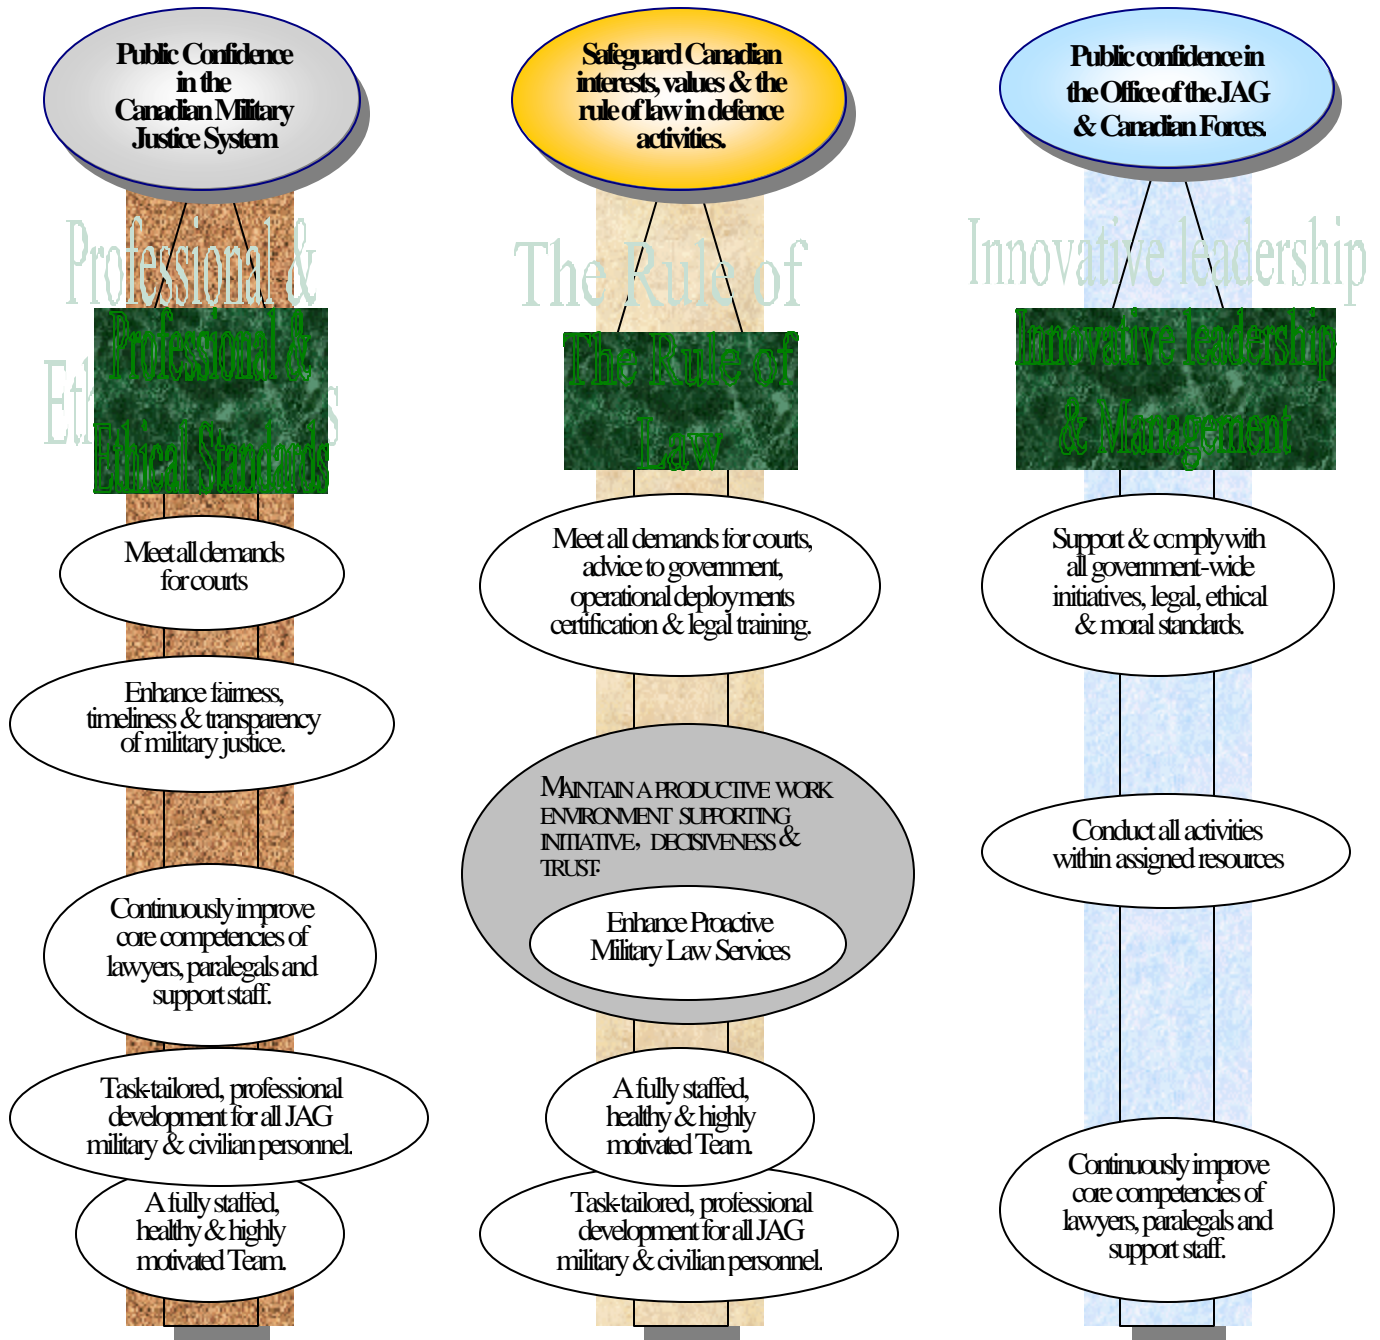 Public Confidence
in the
Canadian Military
Justice System
Professional &
Ethical Standards
Meet all demands
for courts
Enhance fairness,
timeliness & transparency
of military justice.
Continuously improve
core competencies of
lawyers, paralegals and
support staff.
Task-tailored, professional
development for all JAG
military & civilian personnel.
A fully staffed,
healthy & highly
motivated Team.
Safeguard Canadian
interests, values & the
rule of law in defence
activities.
The Rule of
Law
Meet all demands for courts,
advice to government,
operational deployments
certification & legal training.
MAINTAIN A PRODUCTIVE WORK
ENVIRONMENT SUPPORTING
INITIATIVE, DECISIVENESS &
TRUST.
Enhance Proactive
Military Law Services
A fully staffed,
healthy & highly
motivated Team.
Task-tailored, professional
development for all JAG
military & civilian personnel.
Public confidence in
the Office of the JAG
& Canadian Forces.
Innovative leadership
& Management
Support & comply with
all government-wide
initiatives, legal, ethical
& moral standards.
Conduct all activities
within assigned resources
Continuously improve
core competencies of
lawyers, paralegals and
support staff.